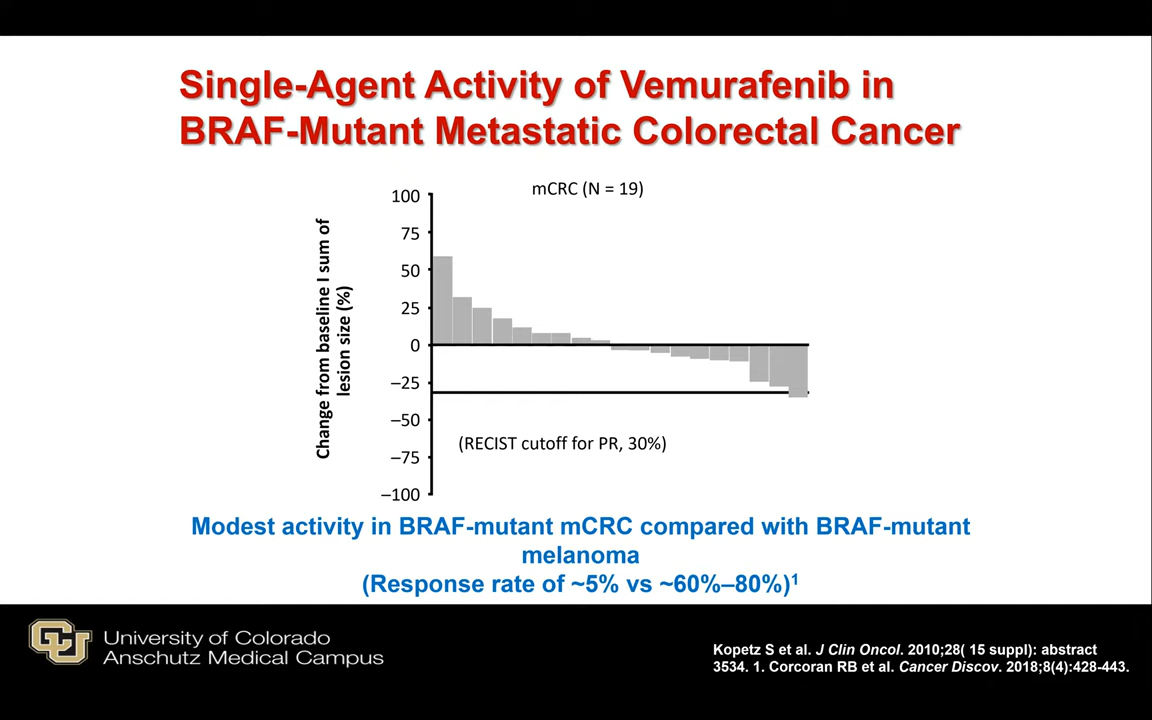 Single-Agent Activity of Vemurafenib in
BRAF-Mutant Metastatic Colorectal Cancer
mCRC (N = 19)
Change from baseline I sum of
lesion size (%)
100
75
50
25
0
–25
–50
–75
–100
(RECIST cutoff for PR, 30%)
Modest activity in BRAF-mutant mCRC compared with BRAF-mutant
melanoma
(Response rate of ~5% vs ~60%–80%)¹
CU
University of Colorado
Anschutz Medical Campus
Kopetz S et al. J Clin Oncol. 2010;28( 15 suppl): abstract
3534. 1. Corcoran RB et al. Cancer Discov. 2018;8(4):428-443.